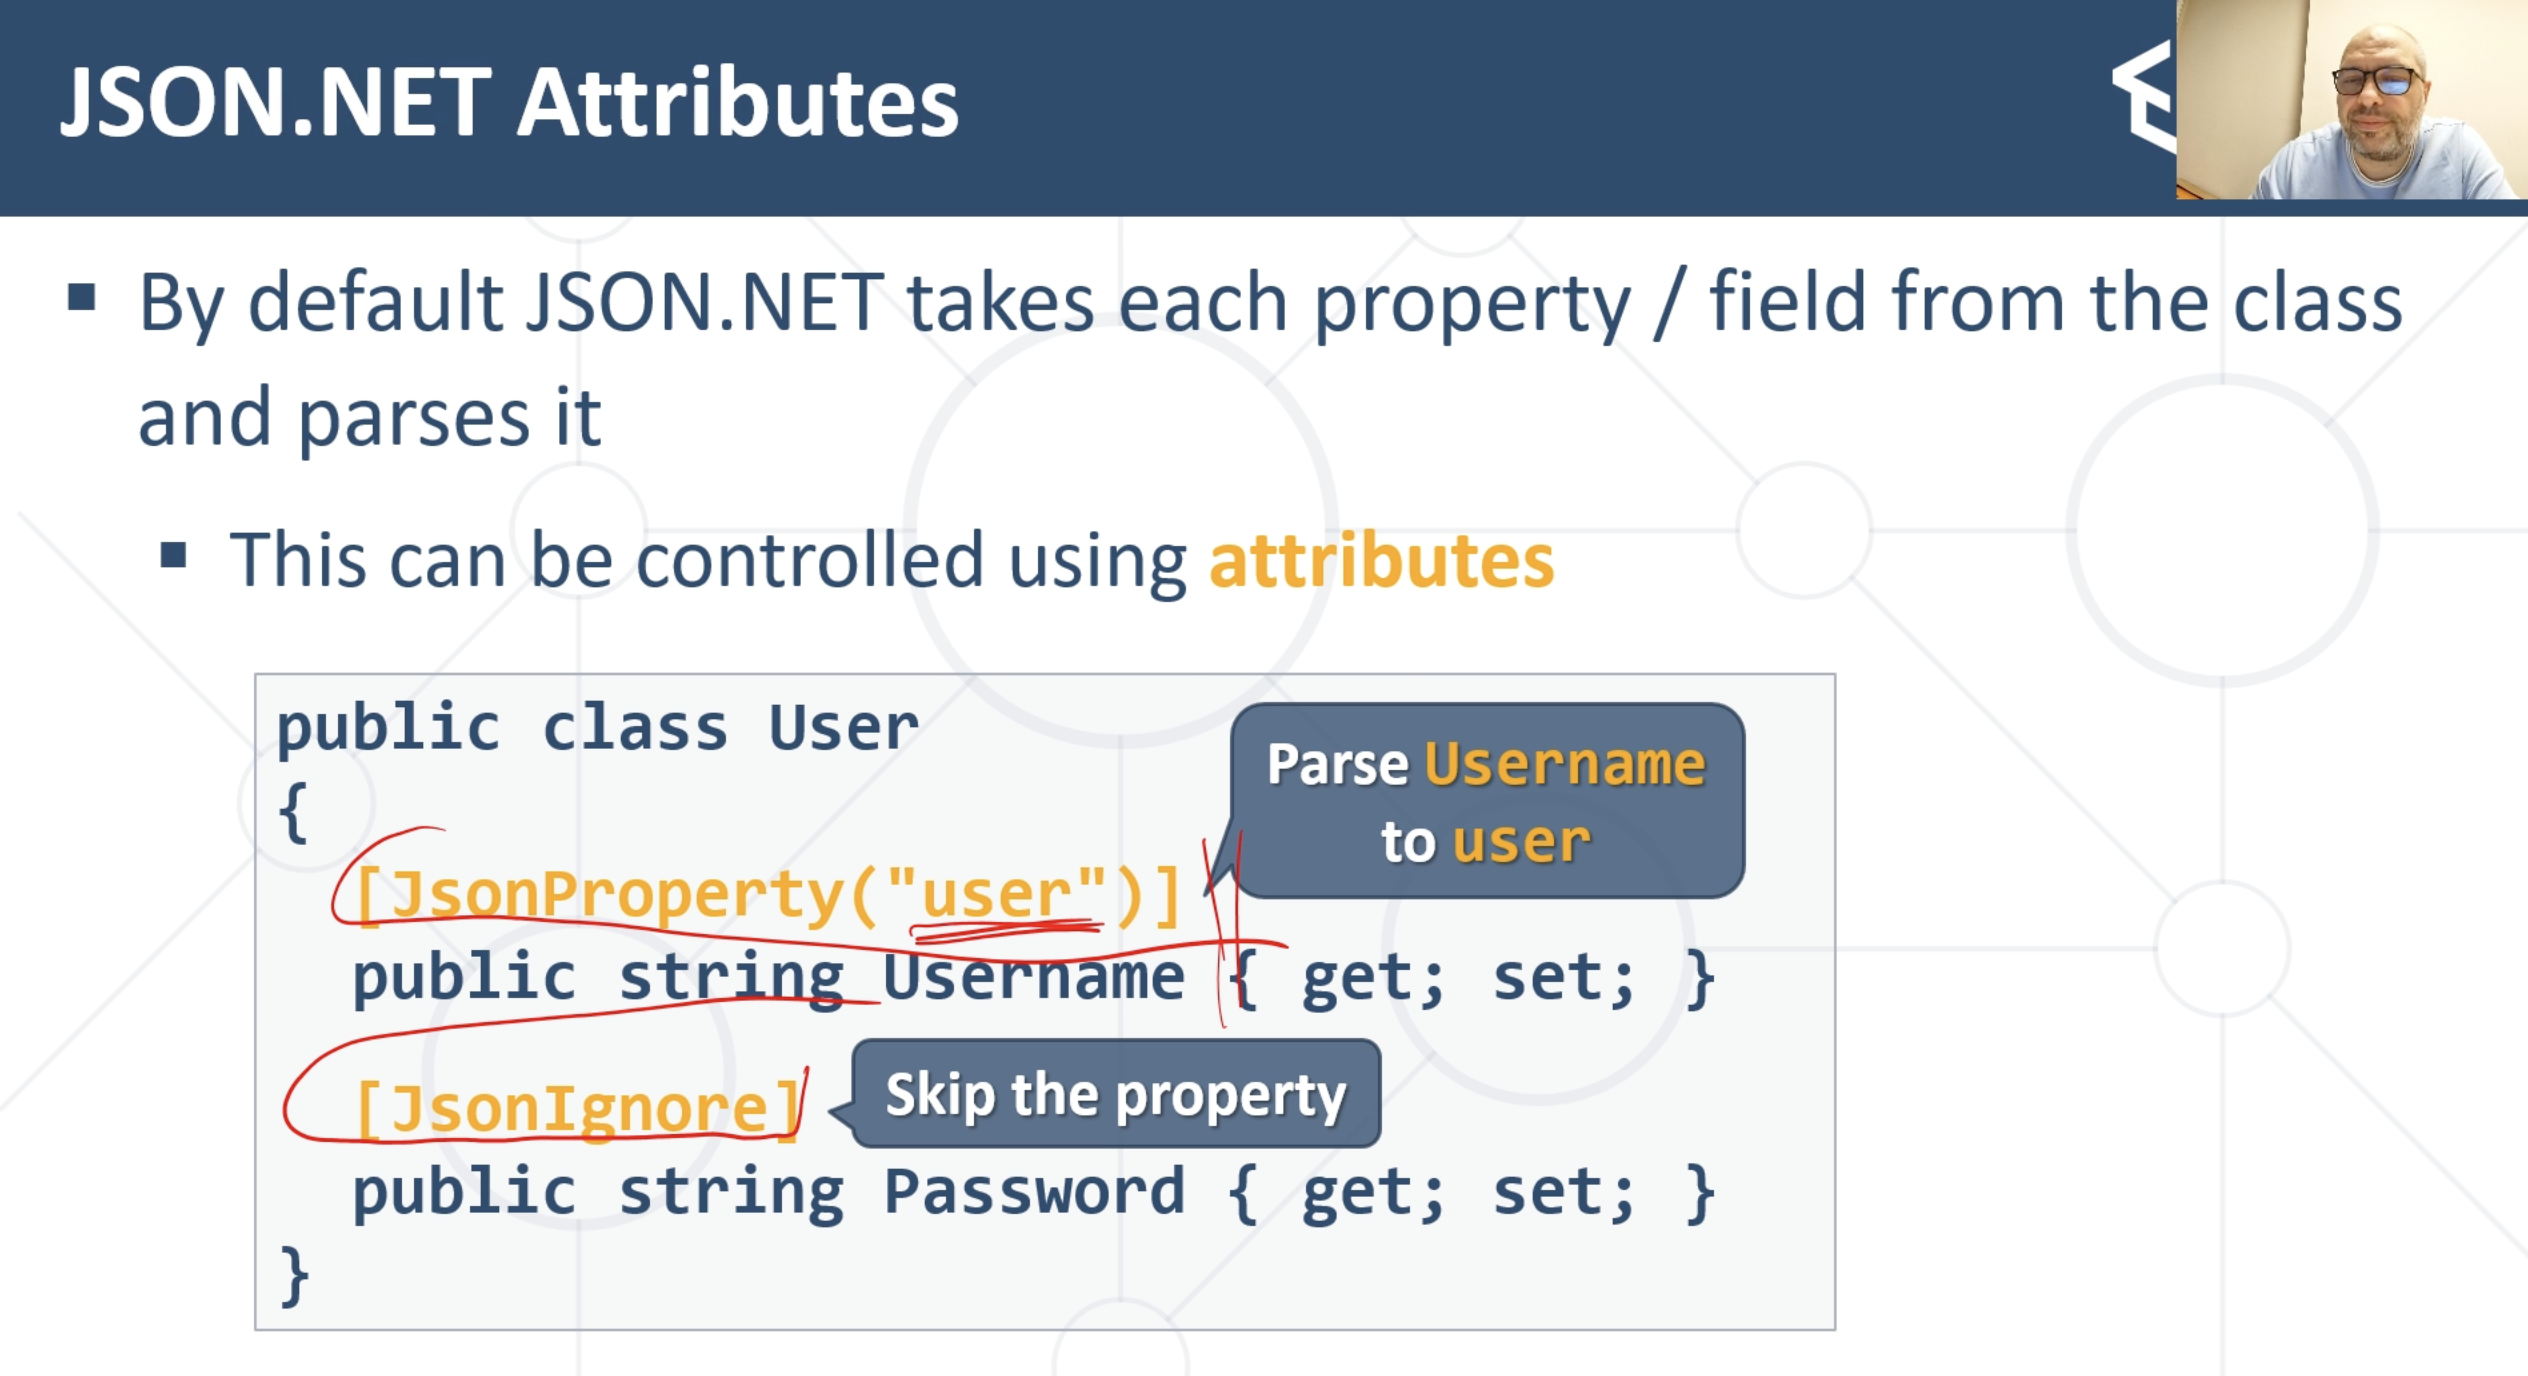 JSON.NET Attributes
▪ By default JSON.NET takes each property / field from the class
and parses it
▪ This can be controlled using attributes
public class User
{
[JsonProperty("user")]
Parse Username
to user
public string Username { get; set; }
[JsonIgnore]
Skip the property
public string Password { get; set; }
}